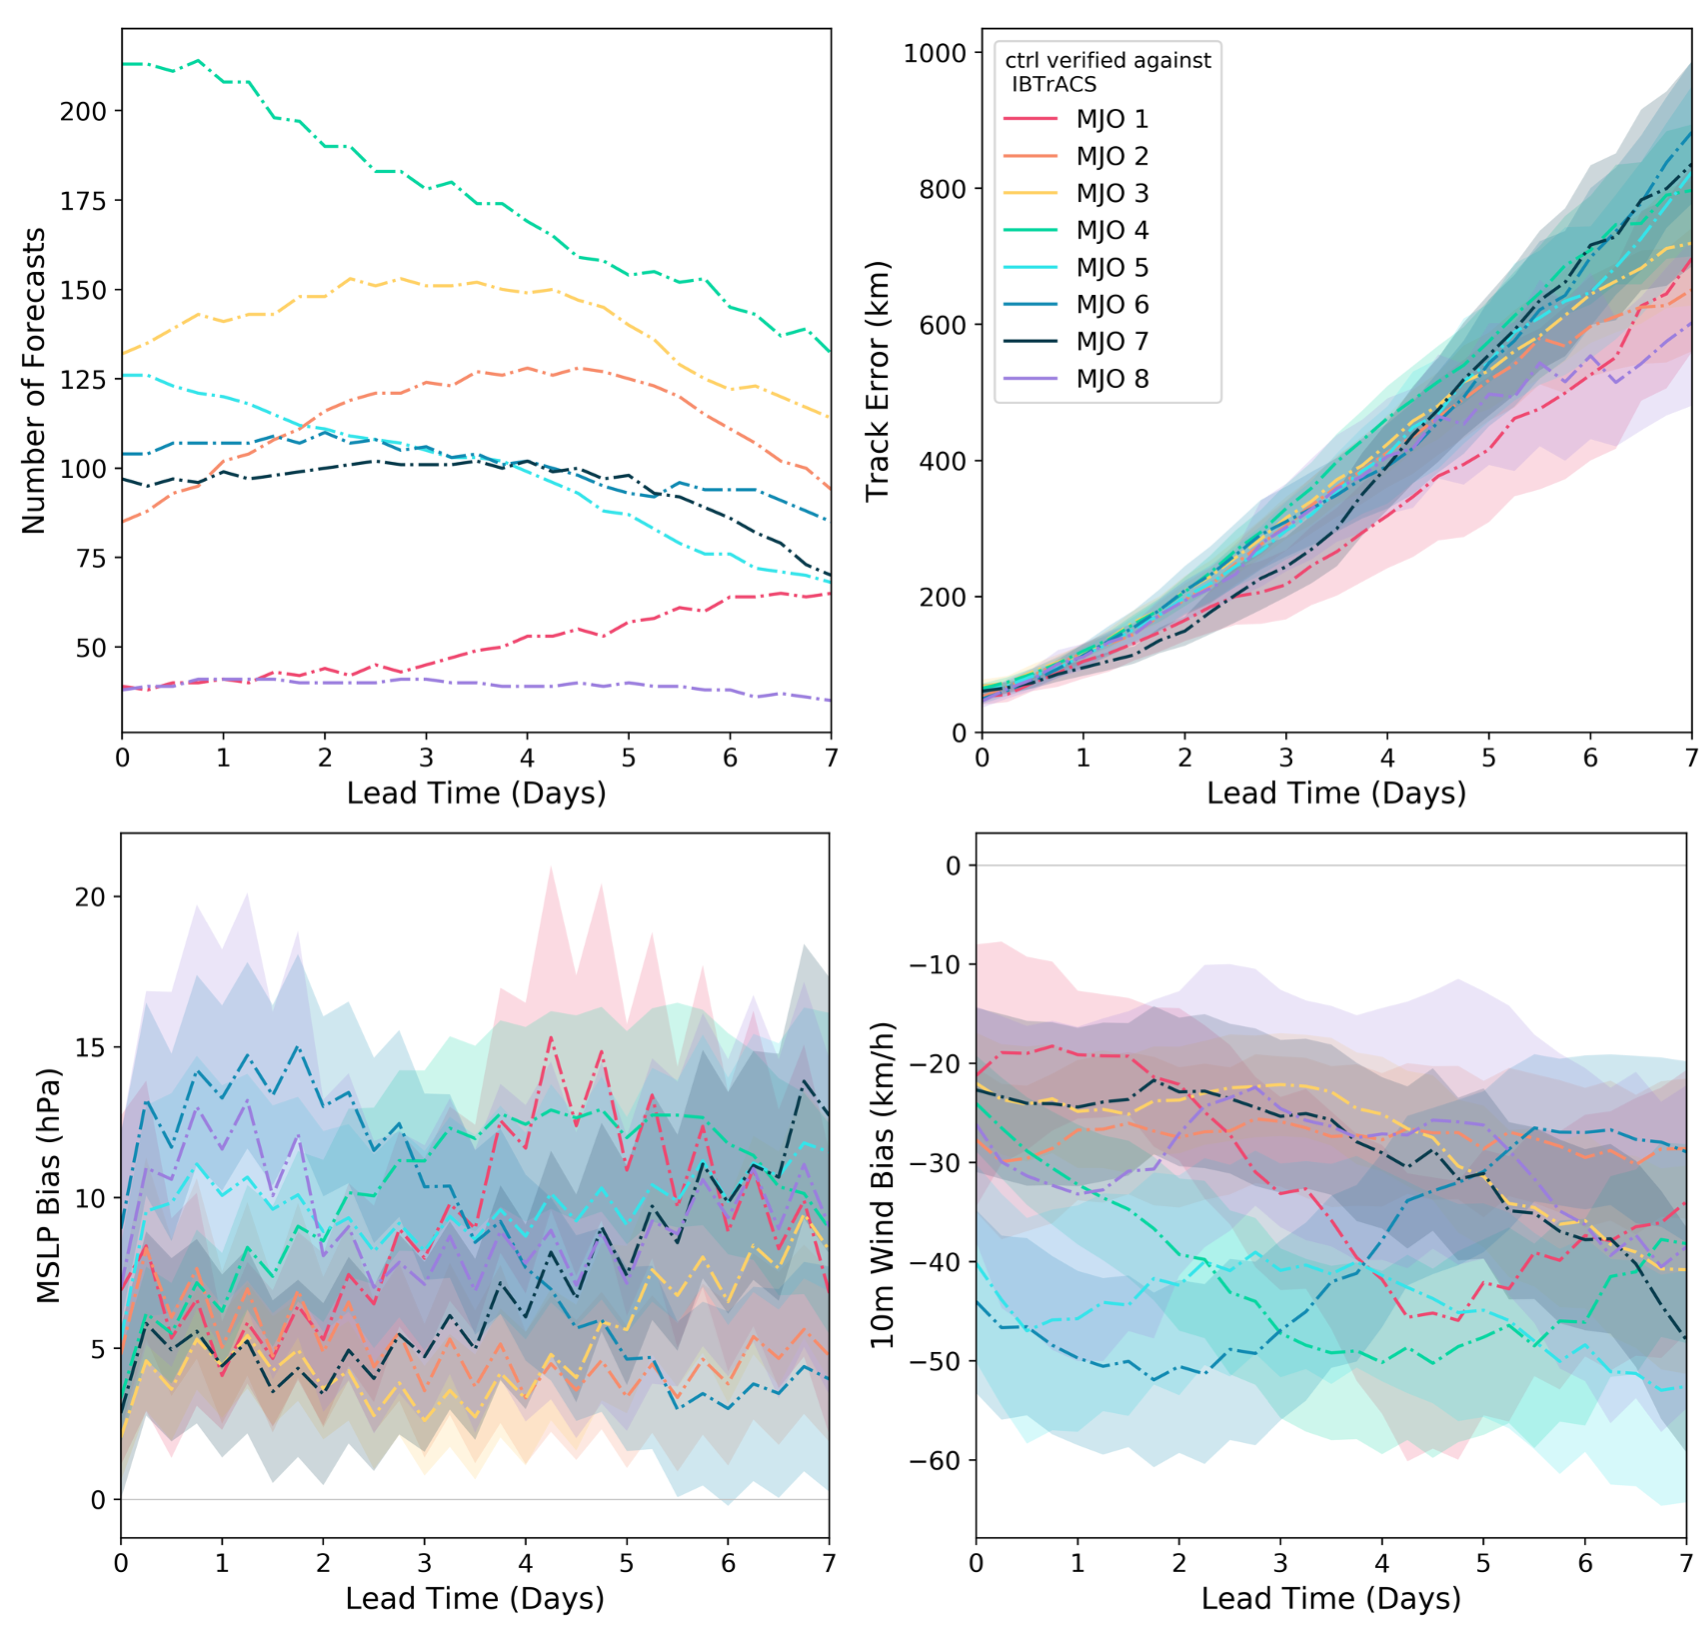 Number of Forecasts
200
175
150
125
100
75
50
0 1 2 3 4 5 6 7
Lead Time (Days)
Track Error (km)
1000
800
600
400
200
0
ctrl verified against
IBTrACS
MJO 1
MJO 2
MJO 3
MJO 4
MJO 5
MJO 6
MJO 7
MJO 8
0 1 2 3 4 5 6 7
Lead Time (Days)
MSLP Bias (hPa)
20
15
10
5
0
0 1 2 3 4 5 6 7
Lead Time (Days)
10m Wind Bias (km/h)
0
−10
−20
−30
−40
−50
−60
0 1 2 3 4 5 6 7
Lead Time (Days)